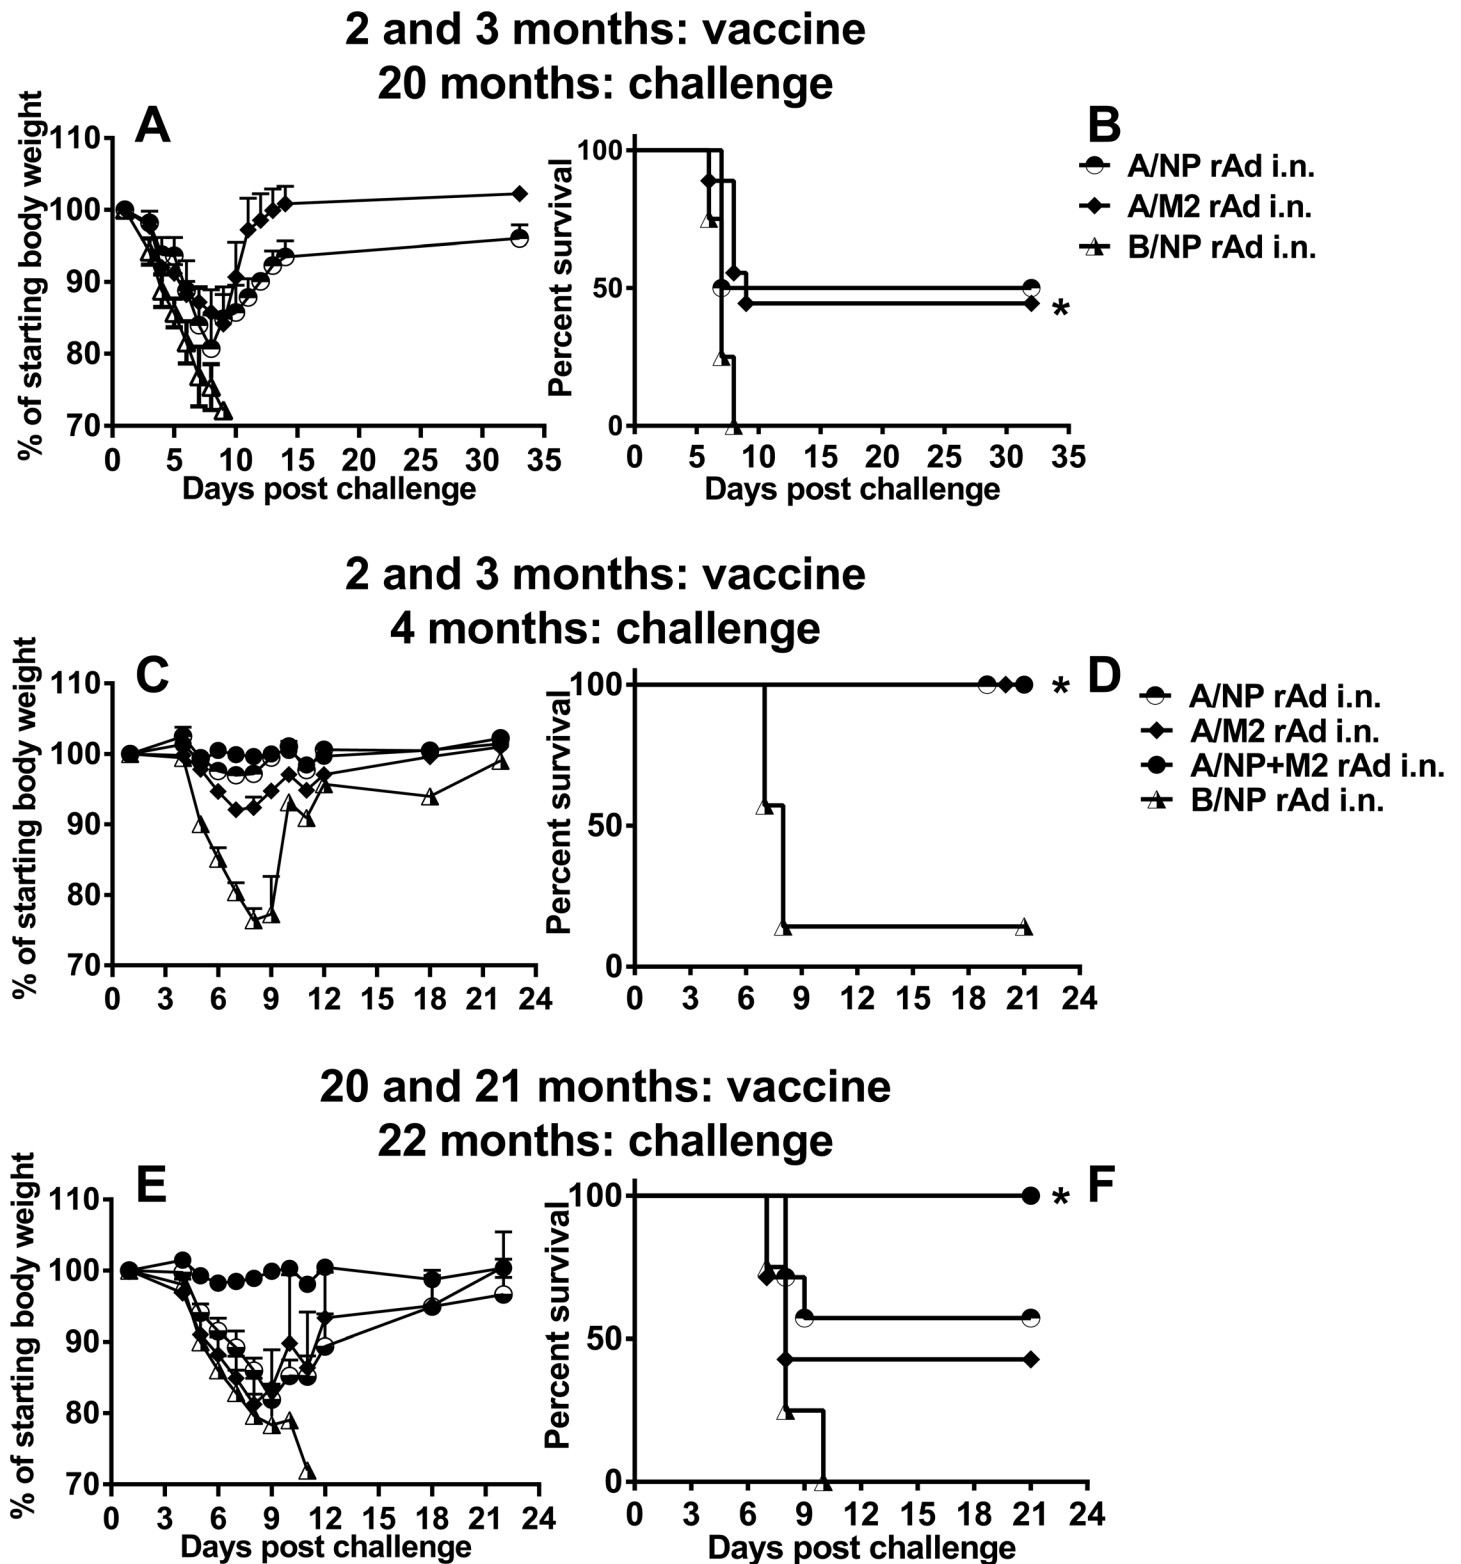 2 and 3 months: vaccine
20 months: challenge
A
% of starting body weight
110
100
90
80
70
0 5 10 15 20 25 30 35
Days post challenge
B
Percent survival
100
50
0
*
0 5 10 15 20 25 30 35
Days post challenge
A/NP rAd i.n.
A/M2 rAd i.n.
B/NP rAd i.n.
2 and 3 months: vaccine
4 months: challenge
C
% of starting body weight
110
100
90
80
70
0 3 6 9 12 15 18 21 24
D
Percent survival
100
50
0
*
0 3 6 9 12 15 18 21 24
A/NP rAd i.n.
A/M2 rAd i.n.
A/NP+M2 rAd i.n.
B/NP rAd i.n.
20 and 21 months: vaccine
22 months: challenge
E
% of starting body weight
110
100
90
80
70
0 3 6 9 12 15 18 21 24
Days post challenge
F
Percent survival
100
50
0
*
0 3 6 9 12 15 18 21 24
Days post challenge